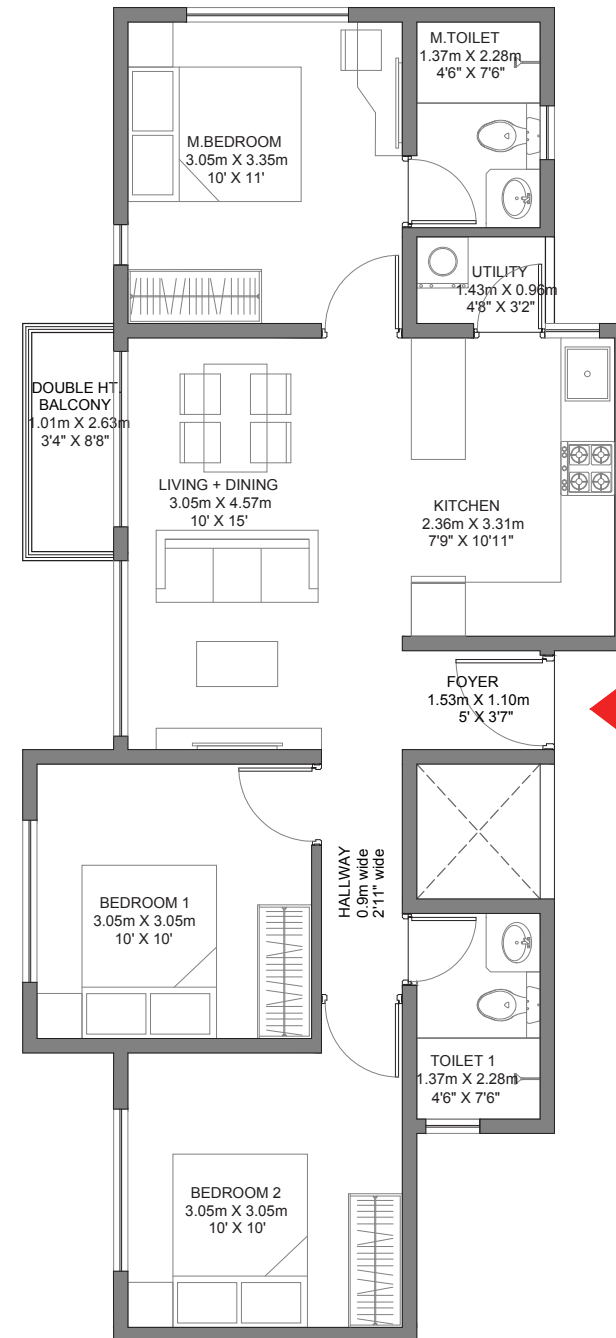 M.TOILET
1.37m X 2.28m
4'6" X 7'6"
M.BEDROOM
3.05m X 3.35m
10' X 11'
UTILITY
1.43m X 0.96m
4'8" X 3'2"
DOUBLE HT.
BALCONY
1.01m X 2.63m
3'4" X 8'8"
LIVING + DINING
3.05m X 4.57m
10' X 15'
KITCHEN
2.36m X 3.31m
7'9" X 10'11"
FOYER
1.53m X 1.10m
5' X 3'7"
HALLWAY
0.9m wide
2'11" wide
BEDROOM 1
3.05m X 3.05m
10' X 10'
TOILET 1
1.37m X 2.28m
4'6" X 7'6"
BEDROOM 2
3.05m X 3.05m
10' X 10'